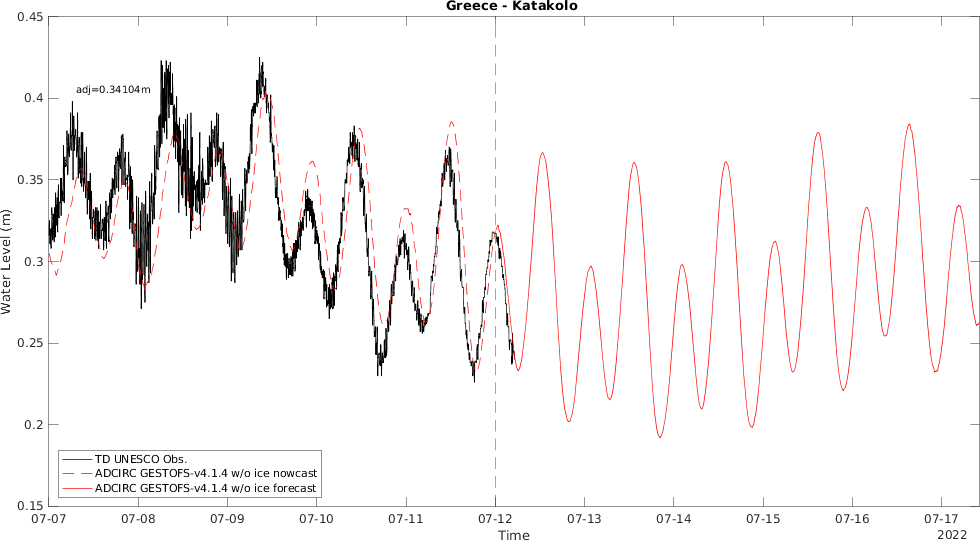 Greece - Katakolo
0.45
0.4
0.35
0.3
0.25
0.2
0.15
Water Level (m)
adj=0.34104m
TD UNESCO Obs.
ADCIRC GESTOFS-v4.1.4 w/o ice nowcast
ADCIRC GESTOFS-v4.1.4 w/o ice forecast
07-07 07-08 07-09 07-10 07-11 07-12 07-13 07-14 07-15 07-16 07-17
Time
2022